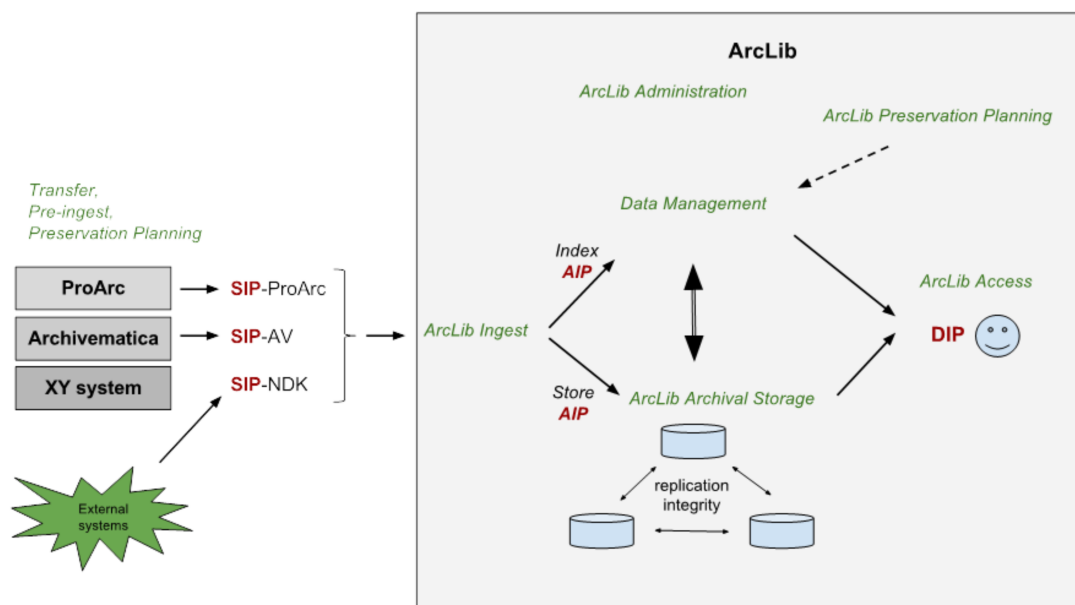 ArcLib
ArcLib Administration
ArcLib Preservation Planning
Transfer,
Pre-ingest,
Preservation Planning
Data Management
Index
AIP
ProArc
SIP-ProArc
ArcLib Access
Archivematica
SIP-AV
ArcLib Ingest
DIP
XY system
SIP-NDK
Store
AIP
ArcLib Archival Storage
replication
integrity
External
systems